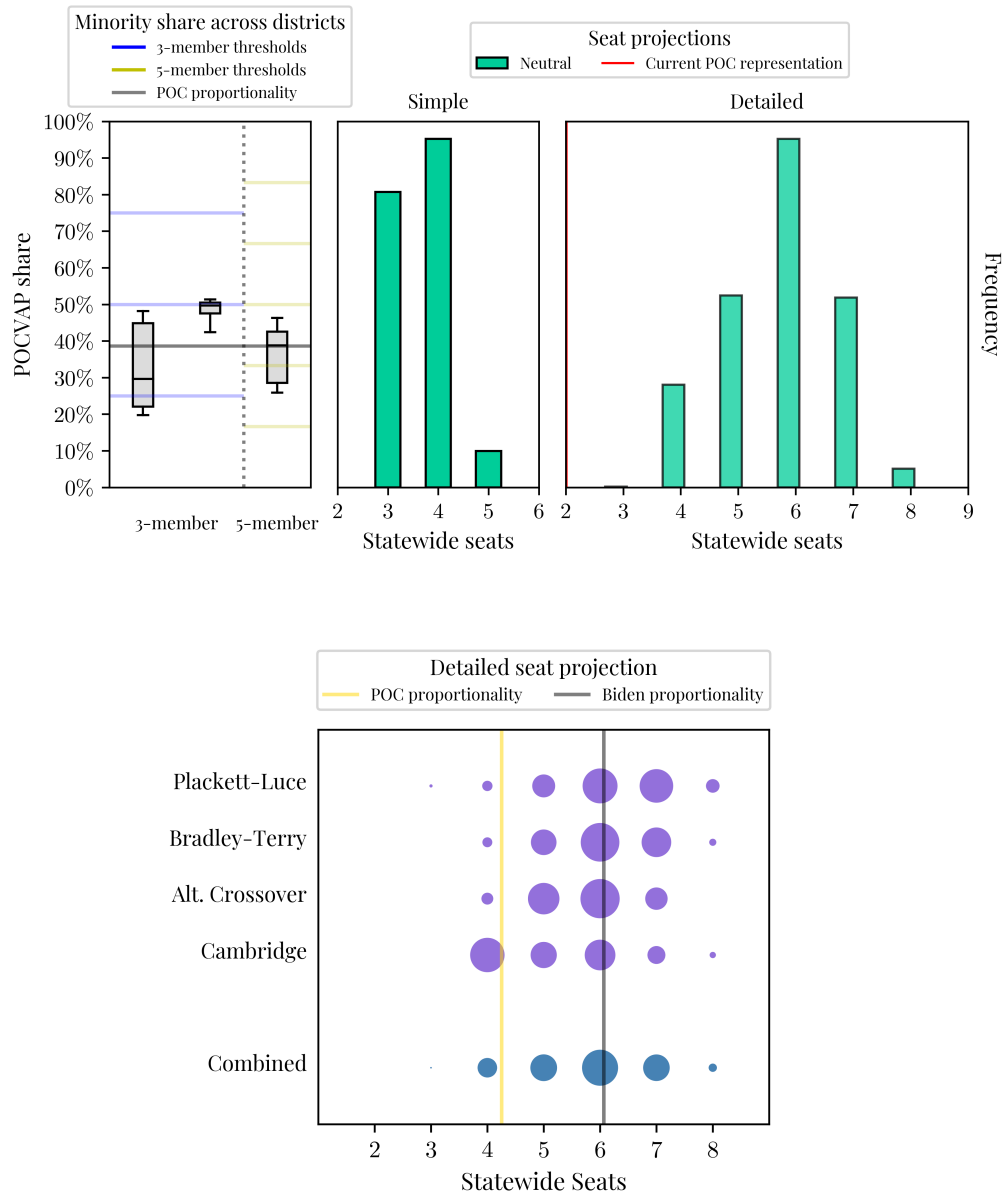 Minority share across districts
3-member thresholds
5-member thresholds
POC proportionality
Seat projections
Neutral
Current POC representation
Simple
Detailed
100%
90%
80%
70%
60%
50%
40%
30%
20%
10%
0%
POCVAP share
3-member
5-member
2 3 4 5 6
Statewide seats
2 3 4 5 6 7 8 9
Statewide seats
Frequency
Detailed seat projection
POC proportionality
Biden proportionality
Plackett-Luce
Bradley-Terry
Alt. Crossover
Cambridge
Combined
2 3 4 5 6 7 8
Statewide Seats